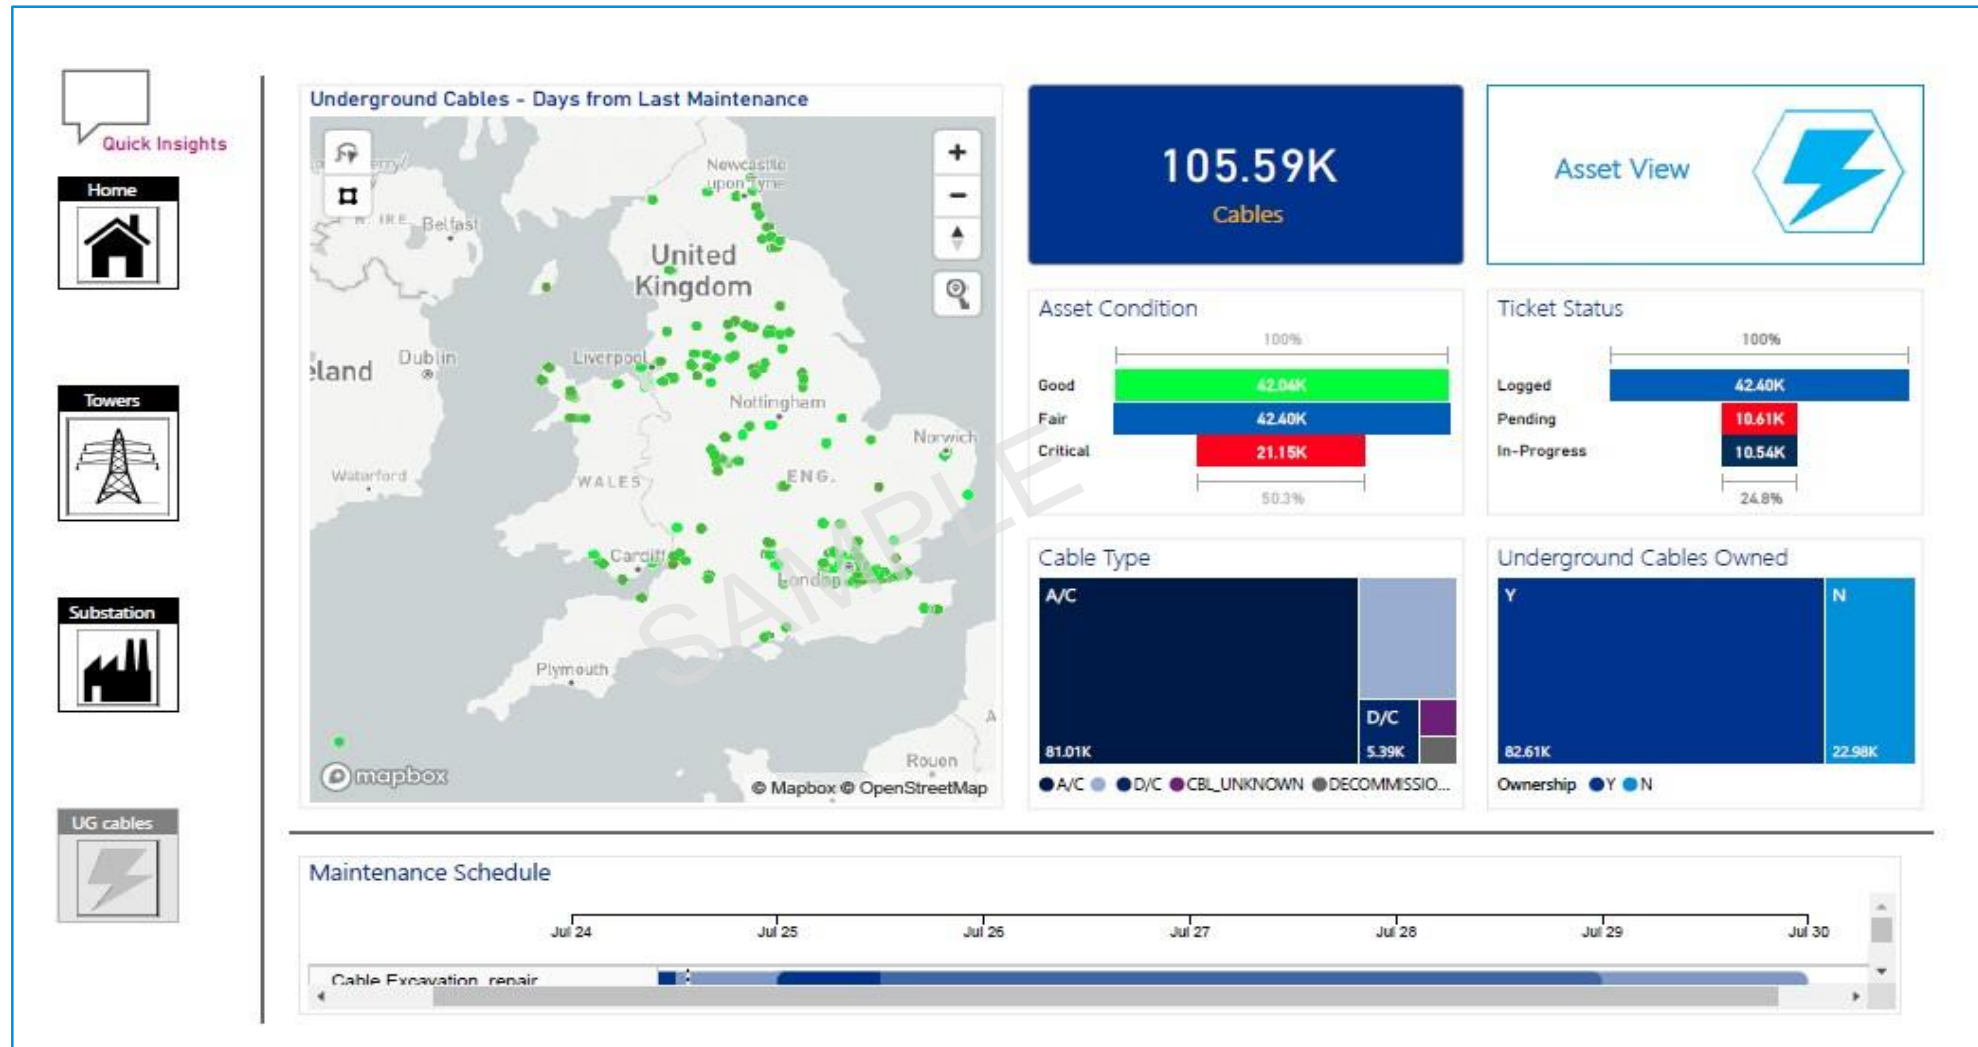 Quick Insights
Home
Towers
Substation
UG cables
Underground Cables - Days from Last Maintenance
Newcastle
upon Tyne
N. IRE.
Belfast
United
Kingdom
Dublin
eland
Liverpool
Nottingham
Norwich
Waterford
WALES
ENG.
Cardiff
London
Plymouth
A
Rouen
mapbox
© Mapbox © OpenStreetMap
SAMPLE
105.59K
Cables
Asset View
Asset Condition
100%
Good 42.04K
Fair 42.40K
Critical 21.15K
50.3%
Ticket Status
100%
Logged 42.40K
Pending 10.61K
In-Progress 10.54K
24.8%
Cable Type
A/C
81.01K
D/C
5.39K
A/C D/C CBL_UNKNOWN DECOMMISSIO...
Underground Cables Owned
Y
82.61K
N
22.98K
Ownership Y N
Maintenance Schedule
Jul 24 Jul 25 Jul 26 Jul 27 Jul 28 Jul 29 Jul 30
Cable Excavation, repair